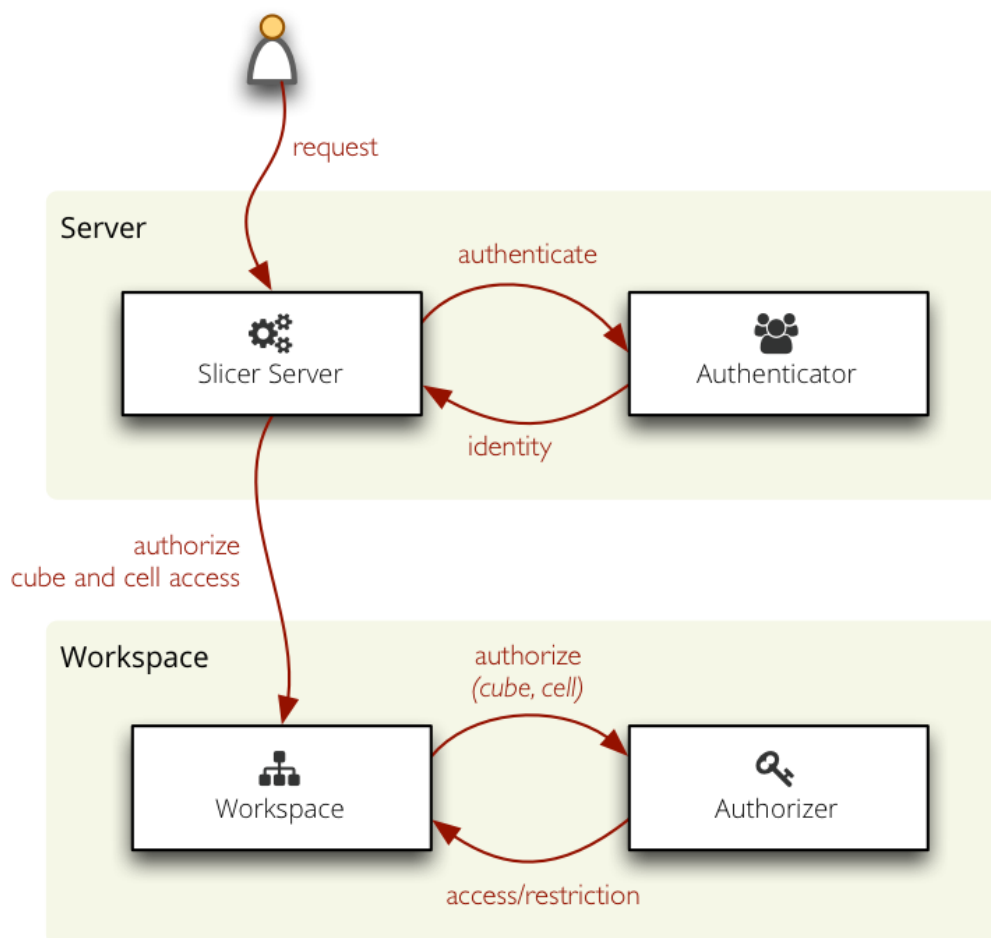 request
Server
authenticate
Slicer Server
Authenticator
identity
authorize
cube and cell access
Workspace
authorize
(cube, cell)
Workspace
Authorizer
access/restriction